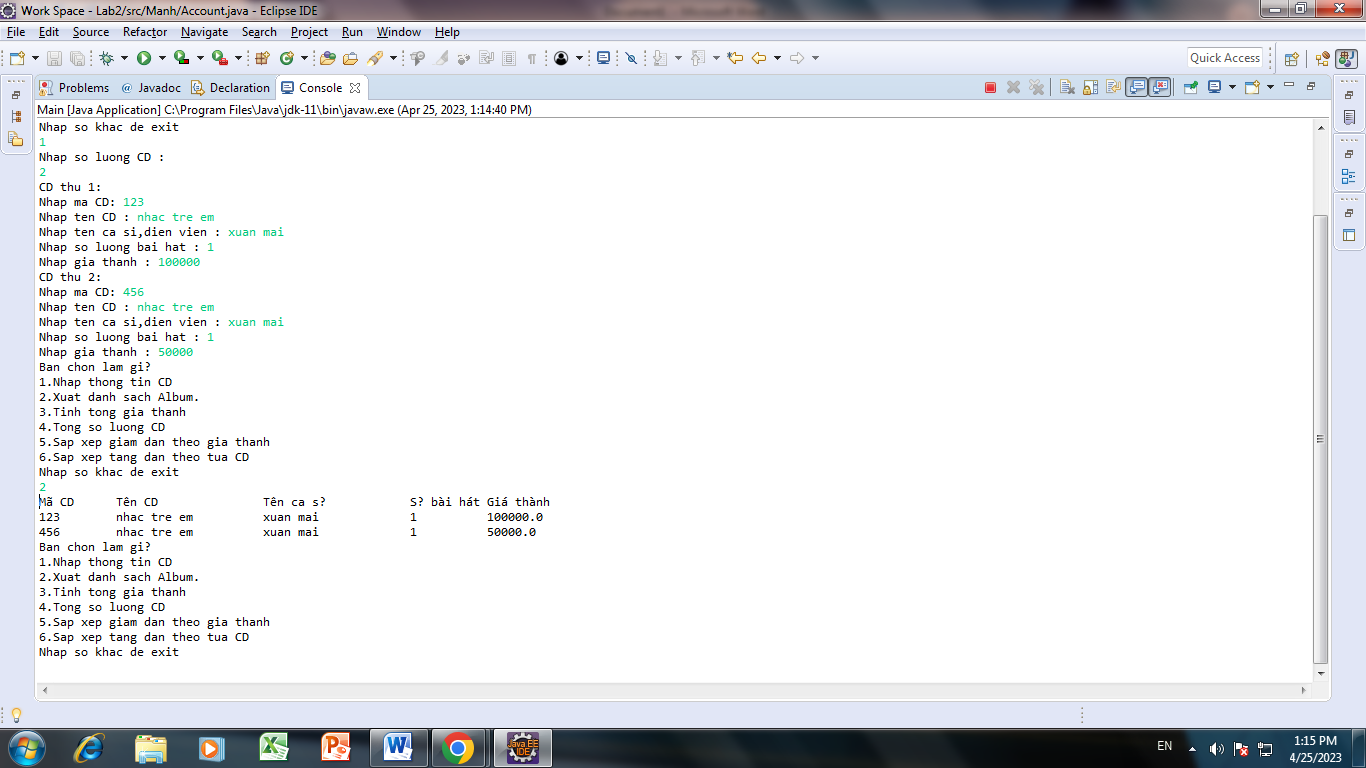 Work Space - Lab2/src/Manh/Account.java - Eclipse IDE
File Edit Source Refactor Navigate Search Project Run Window Help
Quick Access
Problems @ Javadoc Declaration Console
Main [Java Application] C:\Program Files\Java\jdk-11\bin\javaw.exe (Apr 25, 2023, 1:14:40 PM)
Nhap so khac de exit
1
Nhap so luong CD :
2
CD thu 1:
Nhap ma CD: 123
Nhap ten CD : nhac tre em
Nhap ten ca si,dien vien : xuan mai
Nhap so luong bai hat : 1
Nhap gia thanh : 100000
CD thu 2:
Nhap ma CD: 456
Nhap ten CD : nhac tre em
Nhap ten ca si,dien vien : xuan mai
Nhap so luong bai hat : 1
Nhap gia thanh : 50000
Ban chon lam gi?
1.Nhap thong tin CD
2.Xuat danh sach Album.
3.Tinh tong gia thanh
4.Tong so luong CD
5.Sap xep giam dan theo gia thanh
6.Sap xep tang dan theo tua CD
Nhap so khac de exit
2
Mã CD Tên CD Tên ca s? S? bài hát Giá thành
123 nhac tre em xuan mai 1 100000.0
456 nhac tre em xuan mai 1 50000.0
Ban chon lam gi?
1.Nhap thong tin CD
2.Xuat danh sach Album.
3.Tinh tong gia thanh
4.Tong so luong CD
5.Sap xep giam dan theo gia thanh
6.Sap xep tang dan theo tua CD
Nhap so khac de exit
Java EE
IDE
EN
1:15 PM
4/25/2023